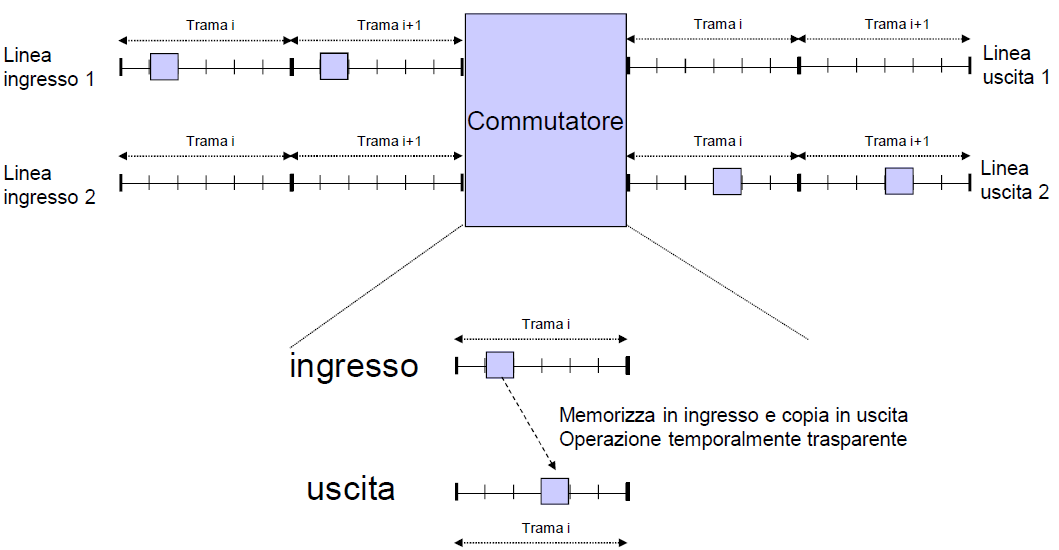 Trama i
Trama i+1
Trama i
Trama i+1
Linea
ingresso 1
Linea
uscita 1
Commutatore
Trama i
Trama i+1
Trama i
Trama i+1
Linea
ingresso 2
Linea
uscita 2
Trama i
ingresso
Memorizza in ingresso e copia in uscita
Operazione temporalmente trasparente
uscita
Trama i